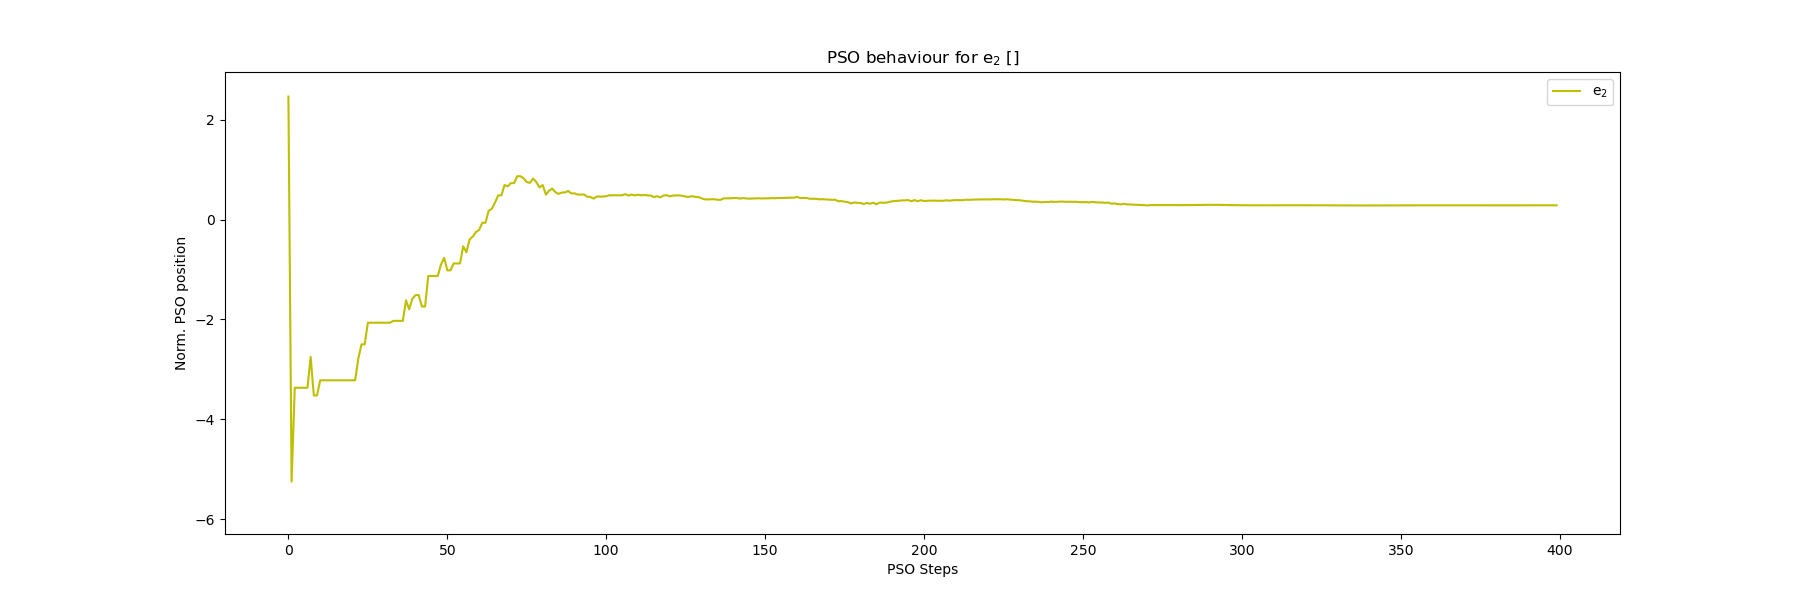 PSO behaviour for e₂ []
e₂
Norm. PSO position
2
0
−2
−4
−6
0 50 100 150 200 250 300 350 400
PSO Steps